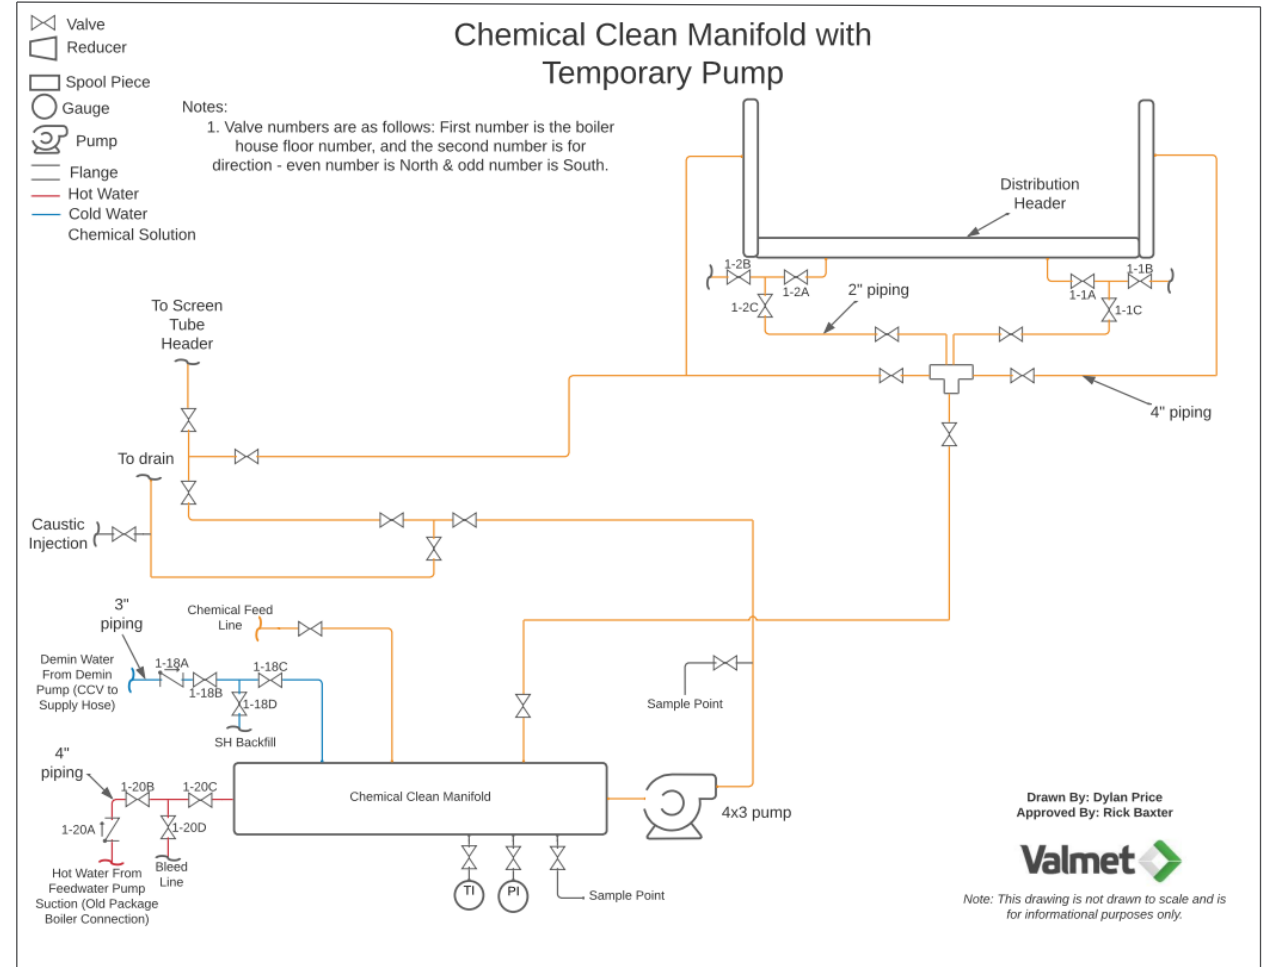 Chemical Clean Manifold with
Temporary Pump
Valve
Reducer
Spool Piece
Gauge
Pump
Flange
Hot Water
Cold Water
Chemical Solution
Notes:
1. Valve numbers are as follows: First number is the boiler
house floor number, and the second number is for
direction - even number is North & odd number is South.
Distribution
Header
1-2B
1-2A
1-2C
2" piping
1-1B
1-1A
1-1C
4" piping
To Screen
Tube
Header
To drain
Caustic
Injection
3"
piping
Chemical Feed
Line
Demin Water
From Demin
Pump (CCV to
Supply Hose)
1-18A
1-18B
1-18C
1-18D
SH Backfill
Sample Point
4"
piping
1-20B
1-20C
1-20A
1-20D
Chemical Clean Manifold
4x3 pump
Hot Water From
Feedwater Pump
Suction (Old Package
Boiler Connection)
Bleed
Line
TI
PI
Sample Point
Drawn By: Dylan Price
Approved By: Rick Baxter
Valmet
Note: This drawing is not drawn to scale and is
for informational purposes only.